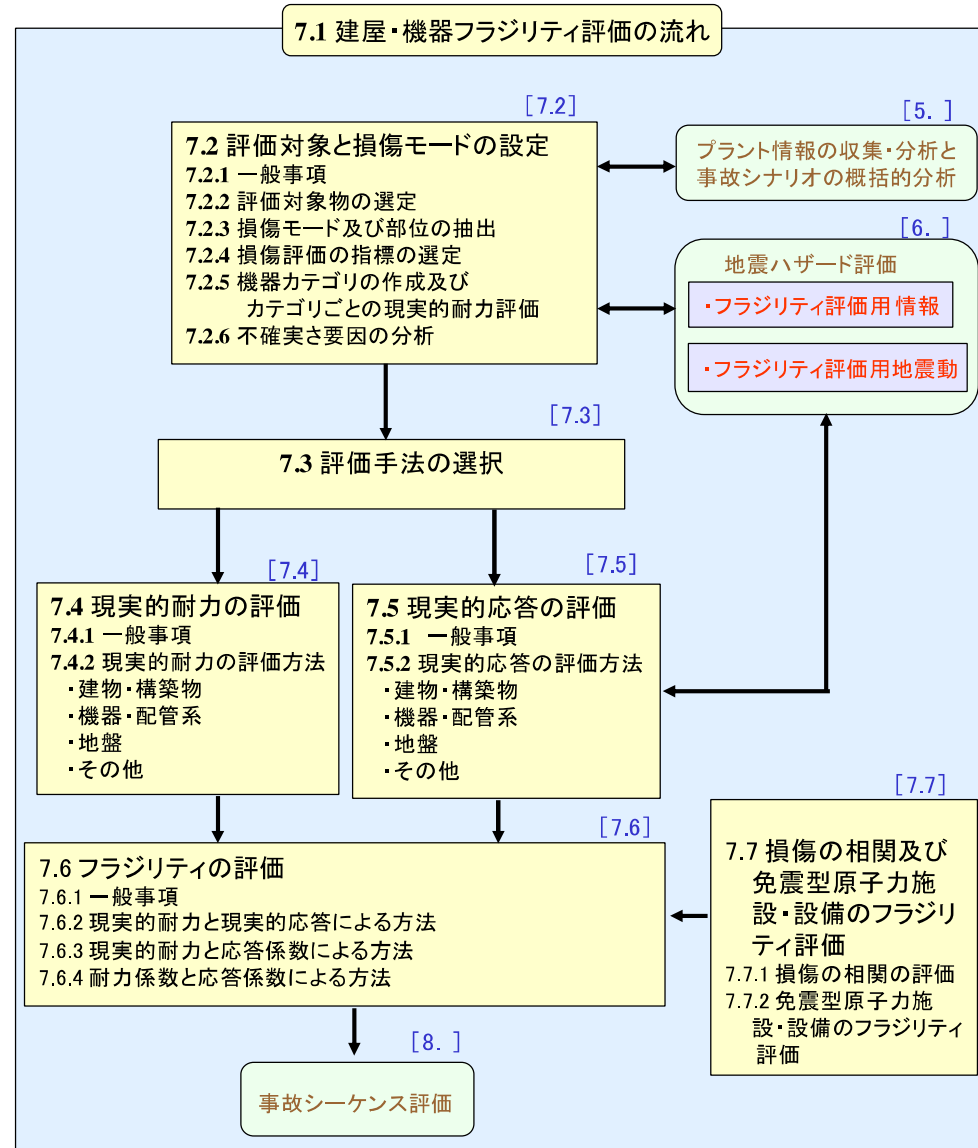 7.1 建屋・機器フラジリティ評価の流れ
[7.2]
7.2 評価対象と損傷モードの設定
7.2.1 一般事項
7.2.2 評価対象物の選定
7.2.3 損傷モード及び部位の抽出
7.2.4 損傷評価の指標の選定
7.2.5 機器カテゴリの作成及び
カテゴリごとの現実的耐力評価
7.2.6 不確実さ要因の分析
[5. ]
プラント情報の収集・分析と
事故シナリオの概括的分析
[6. ]
地震ハザード評価
・フラジリティ評価用情報
・フラジリティ評価用地震動
[7.3]
7.3 評価手法の選択
[7.4]
7.4 現実的耐力の評価
7.4.1 一般事項
7.4.2 現実的耐力の評価方法
・建物・構築物
・機器・配管系
・地盤
・その他
[7.5]
7.5 現実的応答の評価
7.5.1 一般事項
7.5.2 現実的応答の評価方法
・建物・構築物
・機器・配管系
・地盤
・その他
[7.6]
7.6 フラジリティの評価
7.6.1 一般事項
7.6.2 現実的耐力と現実的応答による方法
7.6.3 現実的耐力と応答係数による方法
7.6.4 耐力係数と応答係数による方法
[7.7]
7.7 損傷の相関及び
免震型原子力施
設・設備のフラジリ
ティ評価
7.7.1 損傷の相関の評価
7.7.2 免震型原子力施
設・設備のフラジリティ
評価
[8. ]
事故シーケンス評価